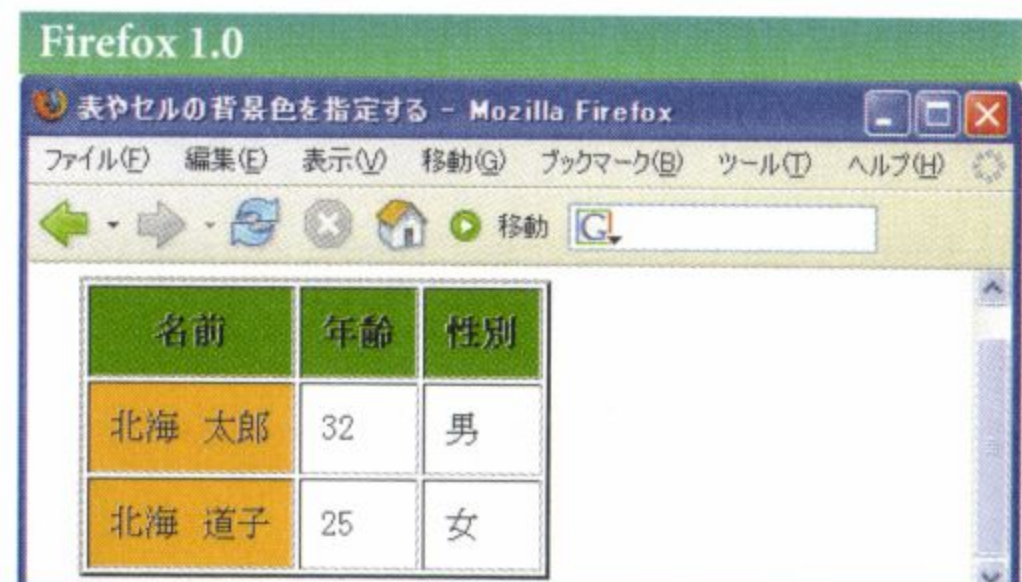 Firefox 1.0
表やセルの背景色を指定する - Mozilla Firefox
ファイル(F) 編集(E) 表示(V) 移動(G) ブックマーク(B) ツール(T) ヘルプ(H)
移動 G
名前 年齢 性別
北海 太郎 32 男
北海 道子 25 女